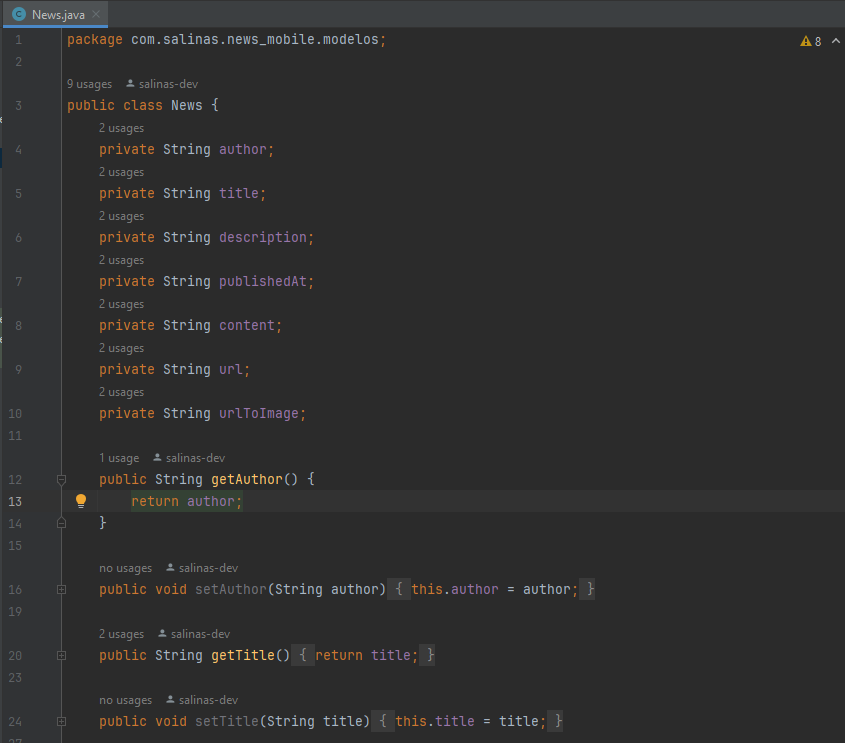 News.java
8
1 package com.salinas.news_mobile.modelos;
2
9 usages salinas-dev
3 public class News {
2 usages
4 private String author;
2 usages
5 private String title;
2 usages
6 private String description;
2 usages
7 private String publishedAt;
2 usages
8 private String content;
2 usages
9 private String url;
2 usages
10 private String urlToImage;
11
1 usage salinas-dev
12 public String getAuthor() {
13 return author;
14 }
15
no usages salinas-dev
16 public void setAuthor(String author) { this.author = author; }
19
2 usages salinas-dev
20 public String getTitle() { return title; }
23
no usages salinas-dev
24 public void setTitle(String title) { this.title = title; }
27